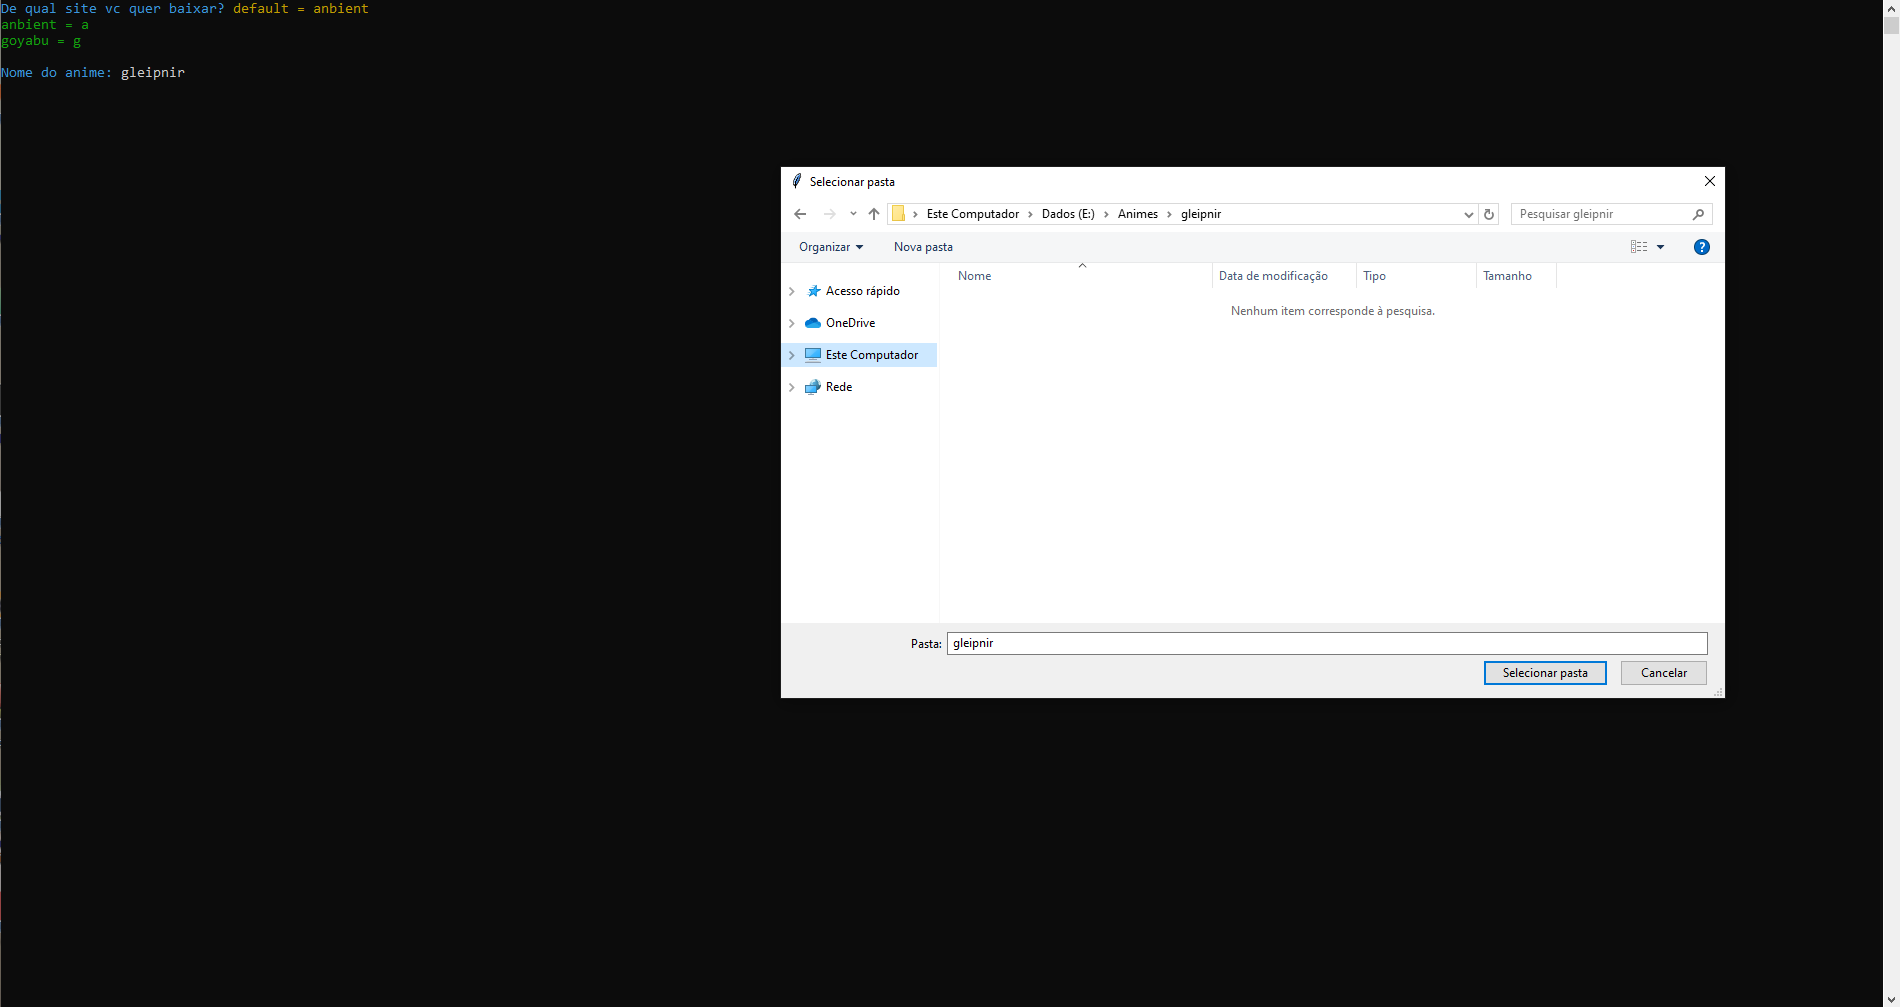 De qual site vc quer baixar? default = anbient
anbient = a
goyabu = g
Nome do anime: gleipnir
Selecionar pasta
Este Computador > Dados (E:) > Animes > gleipnir
Pesquisar gleipnir
Organizar
Nova pasta
?
Nome
Data de modificação
Tipo
Tamanho
Acesso rápido
OneDrive
Este Computador
Rede
Nenhum item corresponde à pesquisa.
Pasta: gleipnir
Selecionar pasta
Cancelar